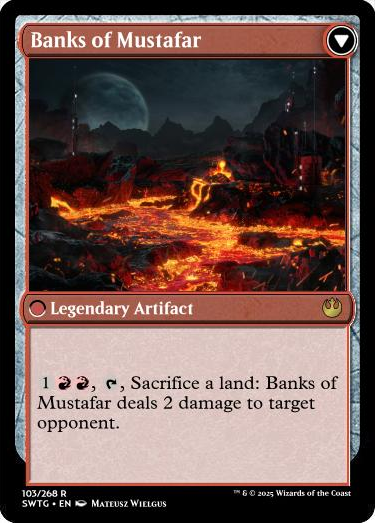 Banks of Mustafar
Legendary Artifact
1, , Sacrifice a land: Banks of
Mustafar deals 2 damage to target
opponent.
103/268 R
SWTG • EN Mateusz Wielgus
™ & © 2025 Wizards of the Coast